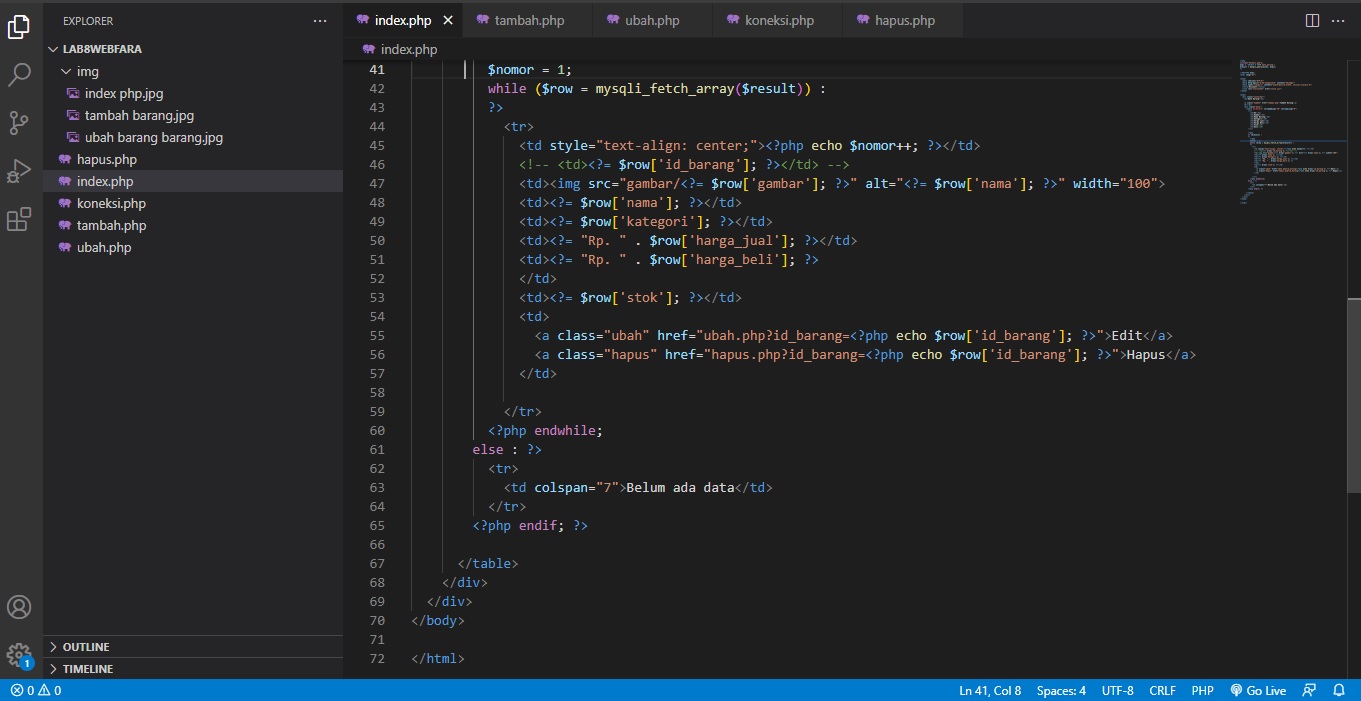 EXPLORER
LAB8WEBFARA
img
index php.jpg
tambah barang.jpg
ubah barang barang.jpg
hapus.php
index.php
koneksi.php
tambah.php
ubah.php
OUTLINE
TIMELINE
index.php tambah.php ubah.php koneksi.php hapus.php
index.php
41 $nomor = 1;
42 while ($row = mysqli_fetch_array($result)) :
43 ?>
44 <tr>
45 <td style="text-align: center;"><?php echo $nomor++; ?></td>
46 <!-- <td><?= $row['id_barang']; ?></td> -->
47 <td><img src="gambar/<?= $row['gambar']; ?>" alt="<?= $row['nama']; ?>" width="100">
48 <td><?= $row['nama']; ?></td>
49 <td><?= $row['kategori']; ?></td>
50 <td><?= "Rp. " . $row['harga_jual']; ?></td>
51 <td><?= "Rp. " . $row['harga_beli']; ?>
52 </td>
53 <td><?= $row['stok']; ?></td>
54 <td>
55 <a class="ubah" href="ubah.php?id_barang=<?php echo $row['id_barang']; ?>">Edit</a>
56 <a class="hapus" href="hapus.php?id_barang=<?php echo $row['id_barang']; ?>">Hapus</a>
57 </td>
58
59 </tr>
60 <?php endwhile;
61 else : ?>
62 <tr>
63 <td colspan="7">Belum ada data</td>
64 </tr>
65 <?php endif; ?>
66
67 </table>
68 </div>
69 </div>
70 </body>
71
72 </html>
1
0 0 Ln 41, Col 8 Spaces: 4 UTF-8 CRLF PHP Go Live